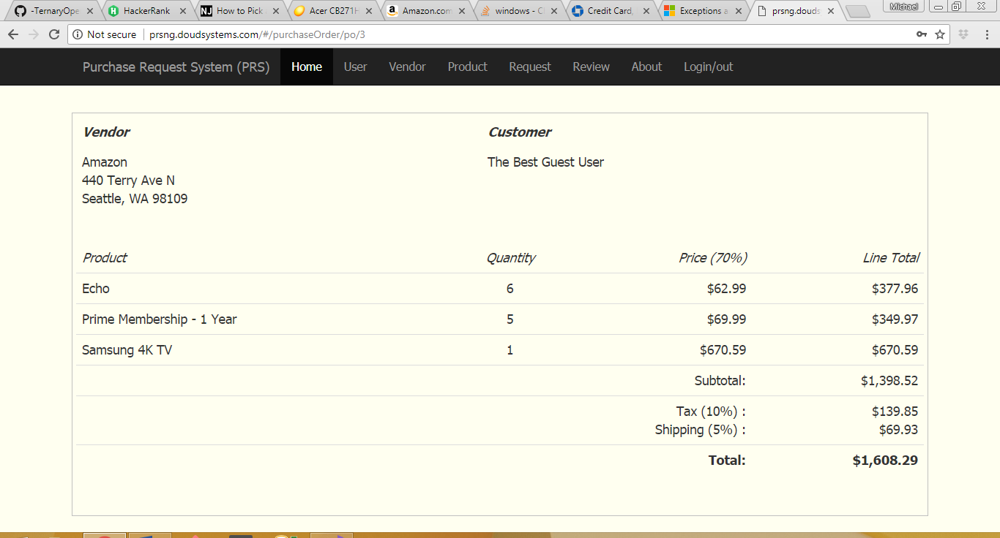 -TernaryOpe HackerRank How to Pick Acer CB271H Amazon.com windows - Cl Credit Card, Exceptions a prsng.douds Michael
Not secure prsng.doudsystems.com/#/purchaseOrder/po/3
Purchase Request System (PRS) Home User Vendor Product Request Review About Login/out
Vendor Customer
Amazon The Best Guest User
440 Terry Ave N
Seattle, WA 98109
Product Quantity Price (70%) Line Total
Echo 6 $62.99 $377.96
Prime Membership - 1 Year 5 $69.99 $349.97
Samsung 4K TV 1 $670.59 $670.59
Subtotal: $1,398.52
Tax (10%) : $139.85
Shipping (5%) : $69.93
Total: $1,608.29